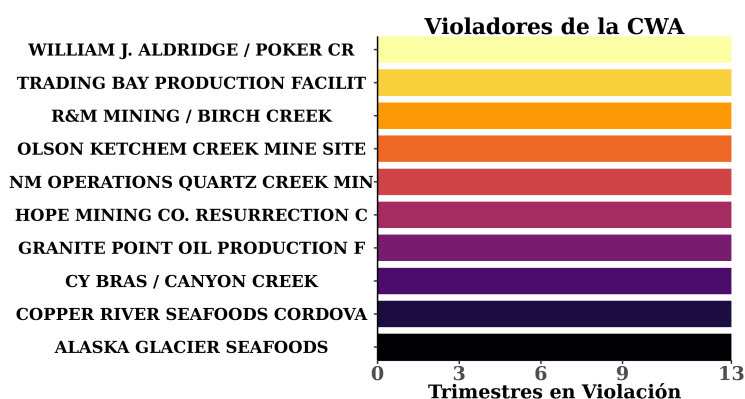 Violadores de la CWA
WILLIAM J. ALDRIDGE / POKER CR
TRADING BAY PRODUCTION FACILIT
R&M MINING / BIRCH CREEK
OLSON KETCHEM CREEK MINE SITE
NM OPERATIONS QUARTZ CREEK MIN
HOPE MINING CO. RESURRECTION C
GRANITE POINT OIL PRODUCTION F
CY BRAS / CANYON CREEK
COPPER RIVER SEAFOODS CORDOVA
ALASKA GLACIER SEAFOODS
0 3 6 9 13
Trimestres en Violación